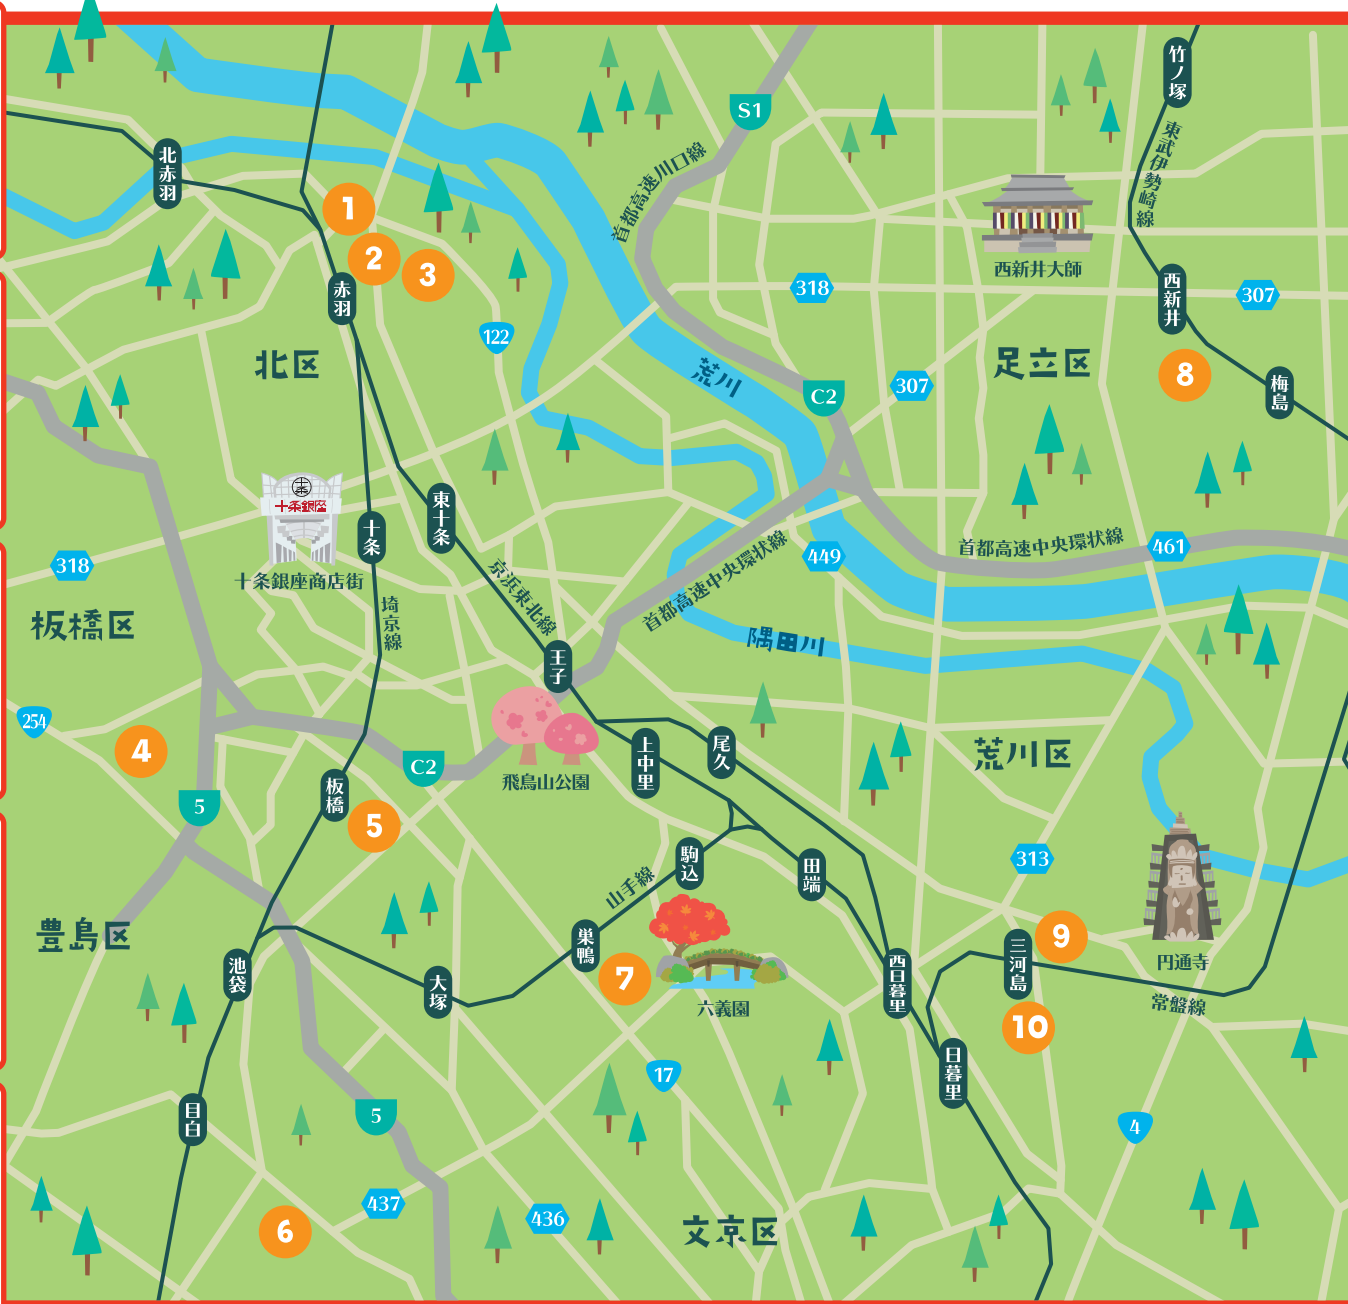 竹ノ塚
S1
東武伊勢崎線
北赤羽
首都高速川口線
1
2
3
西新井大師
赤羽
318
西新井
307
122
北区
足立区
荒川
8
307
梅島
C2
十条
十条銀座
東十条
十条
318
十条銀座商店街
京浜東北線
首都高速中央環状線
首都高速中央環状線
449
461
板橋区
埼京線
隅田川
王子
254
4
尾久
上中里
荒川区
C2
飛鳥山公園
板橋
5
5
313
駒込
田端
山手線
豊島区
巣鴨
9
三河島
円通寺
池袋
大塚
7
六義園
西日暮里
常盤線
10
日暮里
17
5
目白
4
437
436
6
文京区